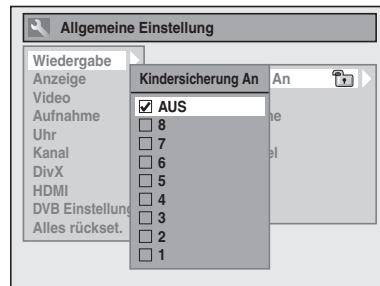 Allgemeine Einstellung
Wiedergabe
Anzeige
Video
Aufnahme
Uhr
Kanal
DivX
HDMI
DVB Einstellung
Alles rückset.
Kindersicherung An
AUS
8
7
6
5
4
3
2
1
An